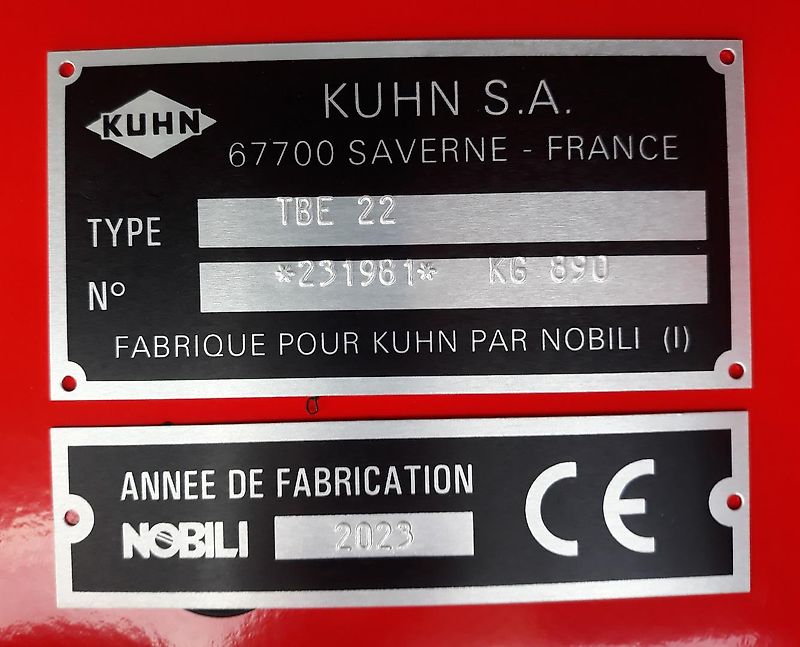 KUHN
KUHN S.A.
67700 SAVERNE - FRANCE
TYPE TBE 22
N° *231981* KG 890
FABRIQUE POUR KUHN PAR NOBILI (I)
ANNEE DE FABRICATION
NOBILI 2023
CE